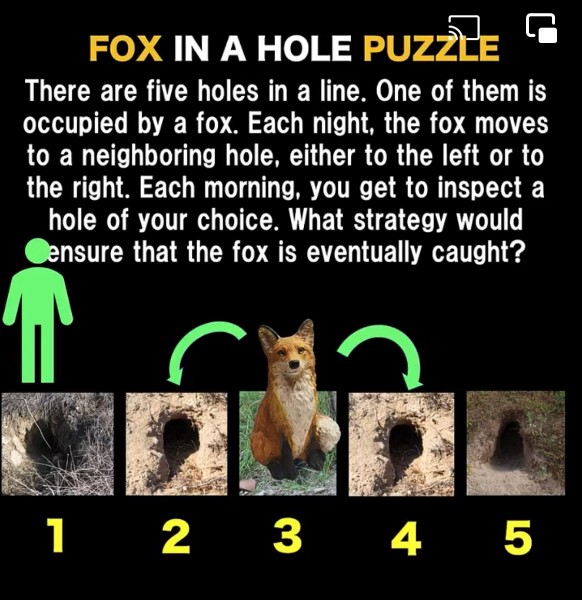 FOX IN A HOLE PUZZLE
There are five holes in a line. One of them is
occupied by a fox. Each night, the fox moves
to a neighboring hole, either to the left or to
the right. Each morning, you get to inspect a
hole of your choice. What strategy would
ensure that the fox is eventually caught?
1 2 3 4 5